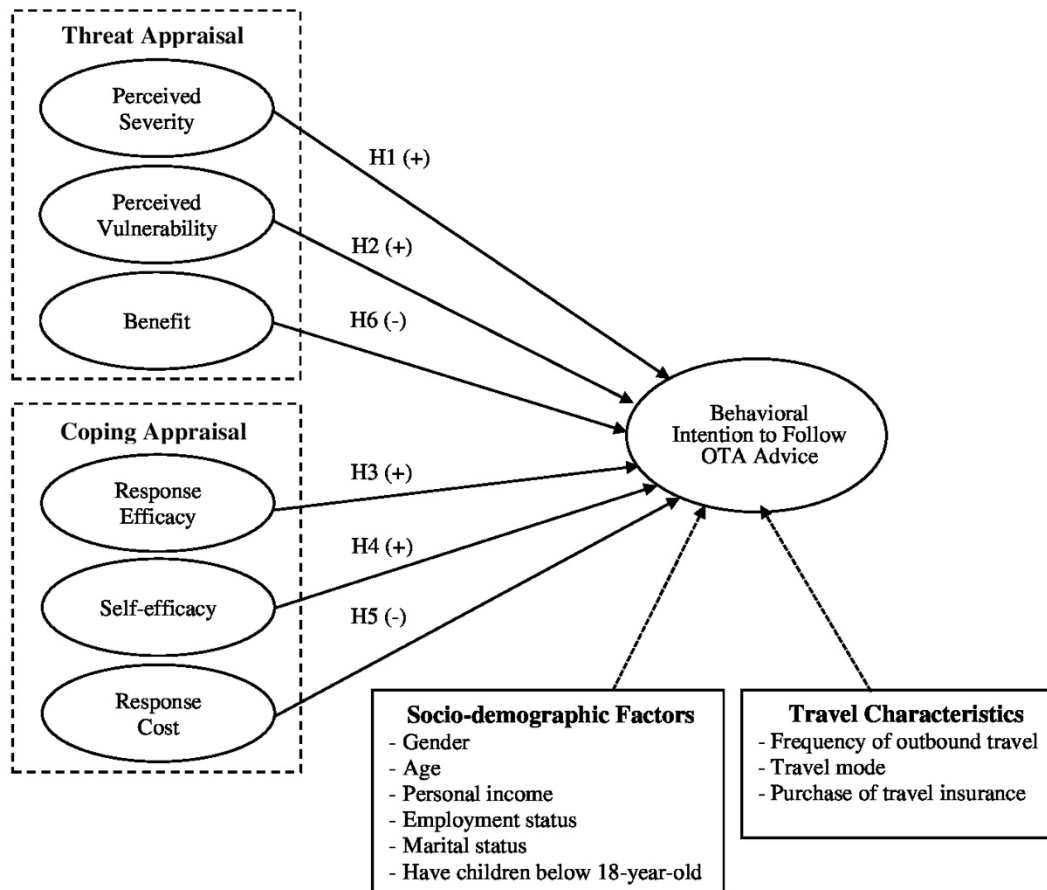 Threat Appraisal
Perceived
Severity
H1 (+)
Perceived
Vulnerability
H2 (+)
Benefit
H6 (-)
Behavioral
Intention to Follow
OTA Advice
Coping Appraisal
Response
Efficacy
H3 (+)
Self-efficacy
H4 (+)
Response
Cost
H5 (-)
Socio-demographic Factors
- Gender
- Age
- Personal income
- Employment status
- Marital status
- Have children below 18-year-old
Travel Characteristics
- Frequency of outbound travel
- Travel mode
- Purchase of travel insurance